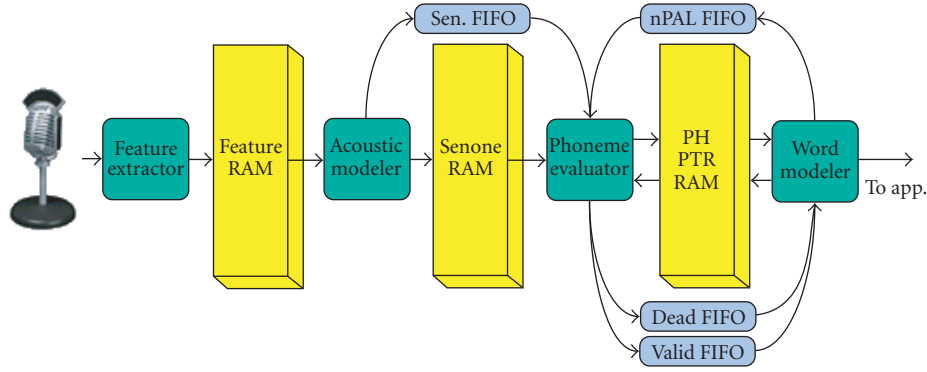 Sen. FIFO
nPAL FIFO
Feature
extractor
Feature
RAM
Acoustic
modeler
Senone
RAM
Phoneme
evaluator
PH
PTR
RAM
Word
modeler
To app.
Dead FIFO
Valid FIFO